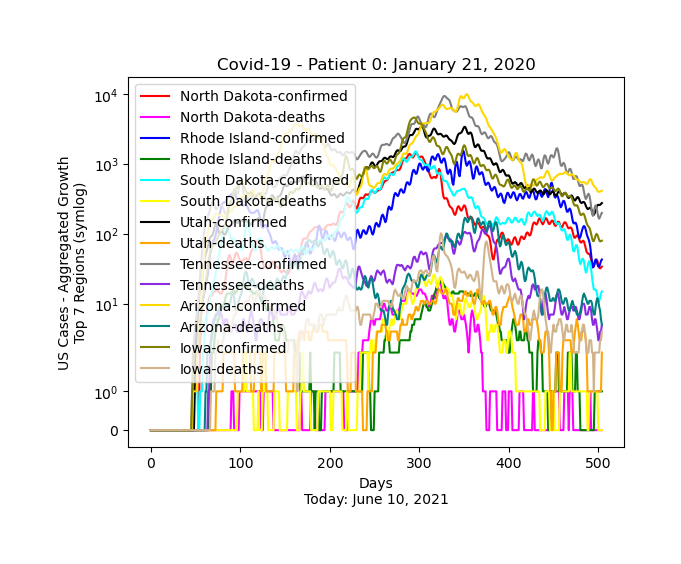 Covid-19 - Patient 0: January 21, 2020
US Cases - Aggregated Growth
Top 7 Regions (symlog)
10^4
10^3
10^2
10^1
10^0
0
North Dakota-confirmed
North Dakota-deaths
Rhode Island-confirmed
Rhode Island-deaths
South Dakota-confirmed
South Dakota-deaths
Utah-confirmed
Utah-deaths
Tennessee-confirmed
Tennessee-deaths
Arizona-confirmed
Arizona-deaths
Iowa-confirmed
Iowa-deaths
0 100 200 300 400 500
Days
Today: June 10, 2021